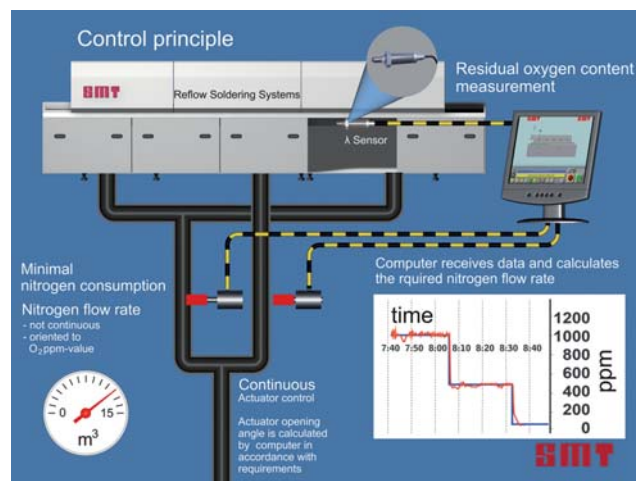 Control principle
SMT
Reflow Soldering Systems
Residual oxygen content
measurement
λ Sensor
Minimal
nitrogen consumption
Nitrogen flow rate
- not continuous
- oriented to
O₂ppm-value
0 15
m³
Continuous
Actuator control
Actuator opening
angle is calculated
by computer in
accordance with
requirements
Computer receives data and calculates
the rquired nitrogen flow rate
time
7:40 7:50 8:00 8:10 8:20 8:30 8:40
1200
1000
800
600
400
200
0
ppm
SMT